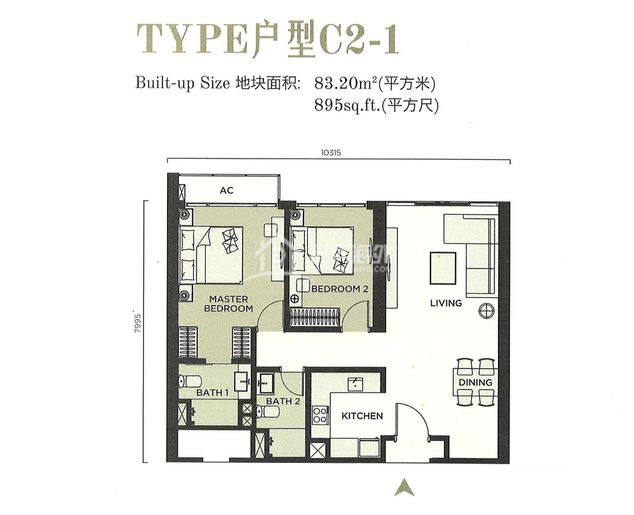 TYPE户型C2-1
Built-up Size 地块面积: 83.20m²(平方米)
895sq.ft.(平方尺)
10315
AC
7995
MASTER
BEDROOM
BEDROOM 2
LIVING
BATH 1
BATH 2
KITCHEN
DINING